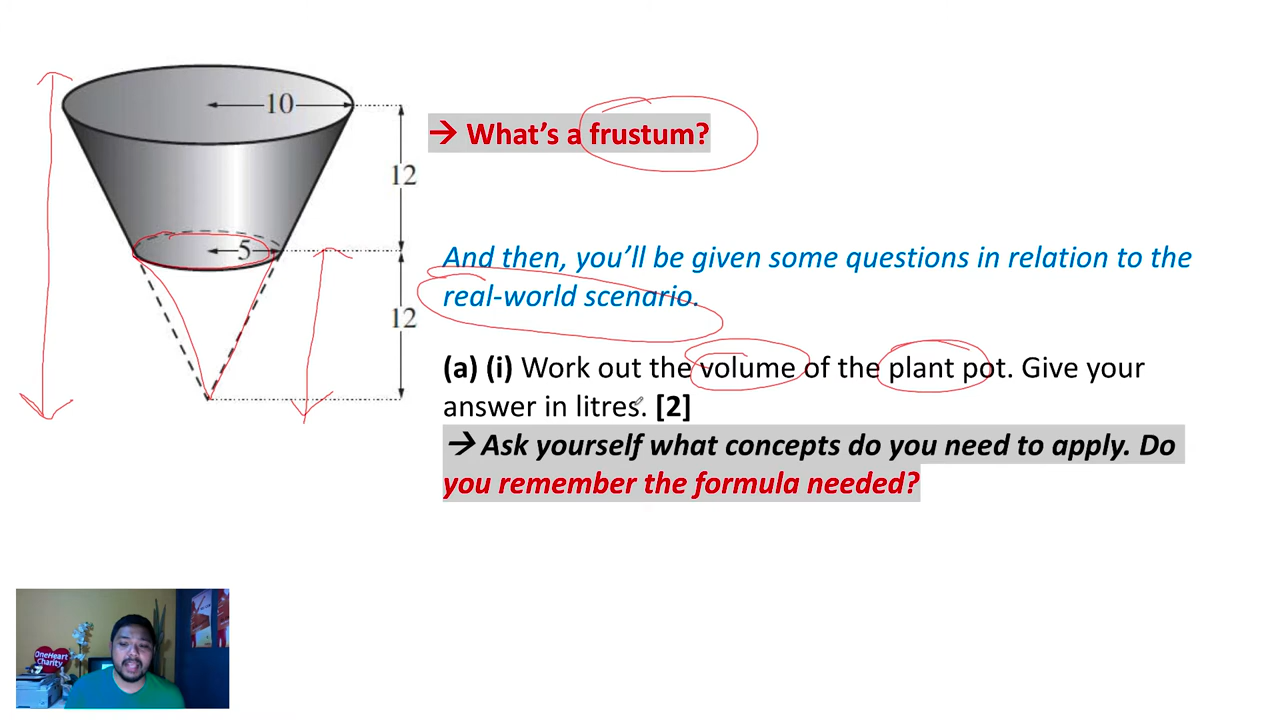 10
→ What's a frustum?
12
5
And then, you'll be given some questions in relation to the
real-world scenario.
12
(a) (i) Work out the volume of the plant pot. Give your
answer in litres. [2]
→ Ask yourself what concepts do you need to apply. Do
you remember the formula needed?
OneHeart
Charity